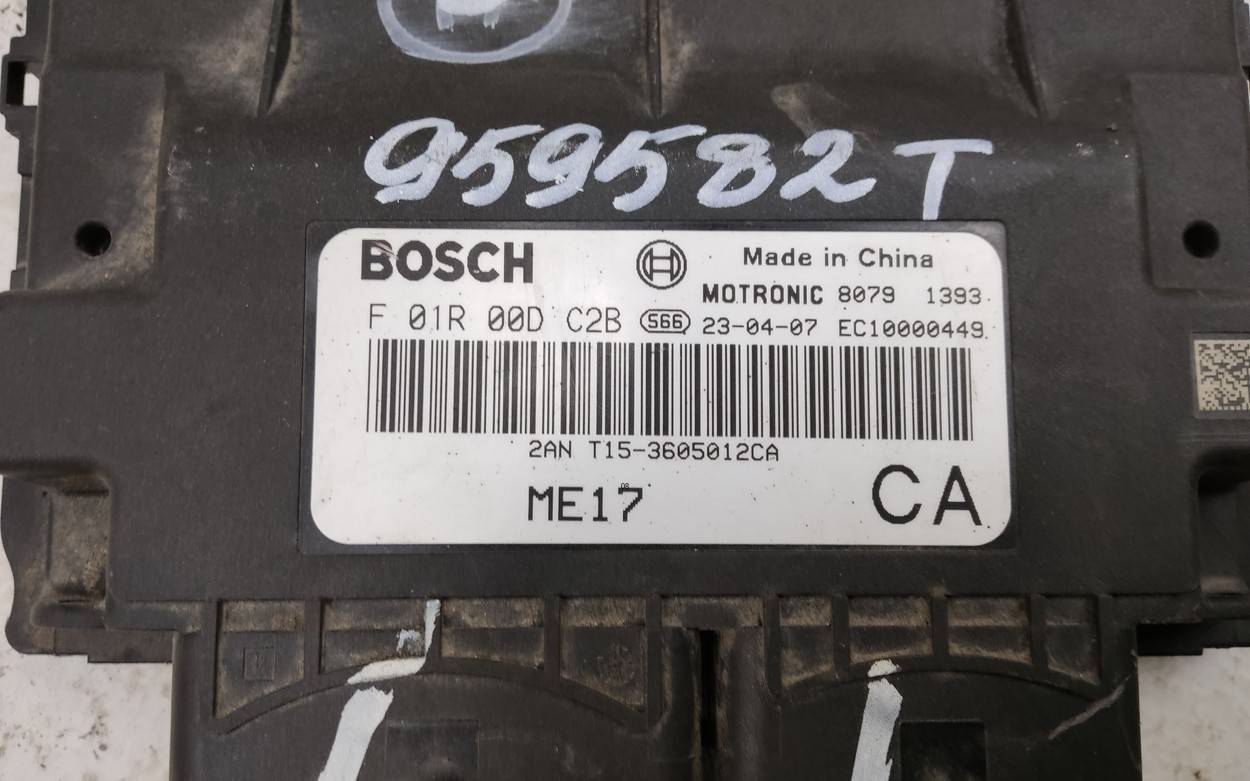 959582T
BOSCH
Made in China
MOTRONIC 8079 1393
F 01R 00D C2B 566 23-04-07 EC10000449
2AN T15-3605012CA
ME17
CA